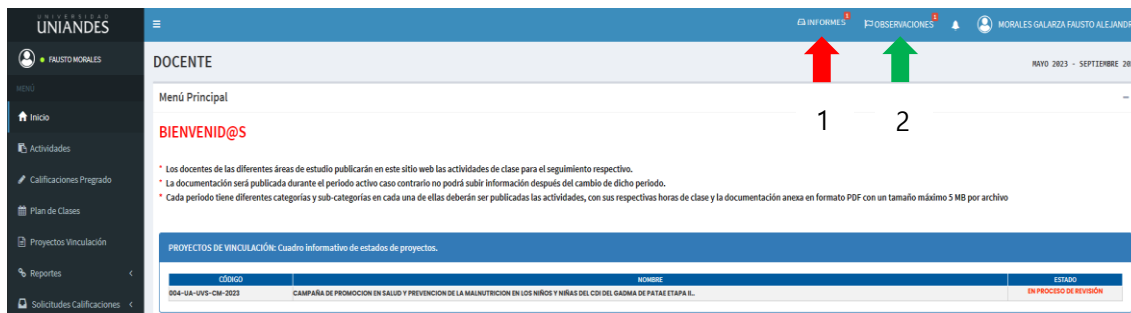 UNIVERSIDAD
UNIANDES
INFORMES 1
OBSERVACIONES 1
MORALES GALARZA FAUSTO ALEJANDR
FAUSTO MORALES
DOCENTE
MAYO 2023 - SEPTIEMBRE 20
MENÚ
Menú Principal
1
2
Inicio
BIENVENID@S
Actividades
* Los docentes de las diferentes áreas de estudio publicarán en este sitio web las actividades de clase para el seguimiento respectivo.
Calificaciones Pregrado
* La documentación será publicada durante el periodo activo caso contrario no podrá subir información después del cambio de dicho periodo.
* Cada periodo tiene diferentes categorías y sub-categorías en cada una de ellas deberán ser publicadas las actividades, con sus respectivas horas de clase y la documentación anexa en formato PDF con un tamaño máximo 5 MB por archivo
Plan de Clases
Proyectos Vinculación
PROYECTOS DE VINCULACIÓN: Cuadro informativo de estados de proyectos.
Reportes
CÓDIGO NOMBRE ESTADO
004-UA-UVS-CM-2023 CAMPAÑA DE PROMOCION EN SALUD Y PREVENCION DE LA MALNUTRICION EN LOS NIÑOS Y NIÑAS DEL CDI DEL GADMA DE PATAE ETAPA II.. EN PROCESO DE REVISIÓN
Solicitudes Calificaciones